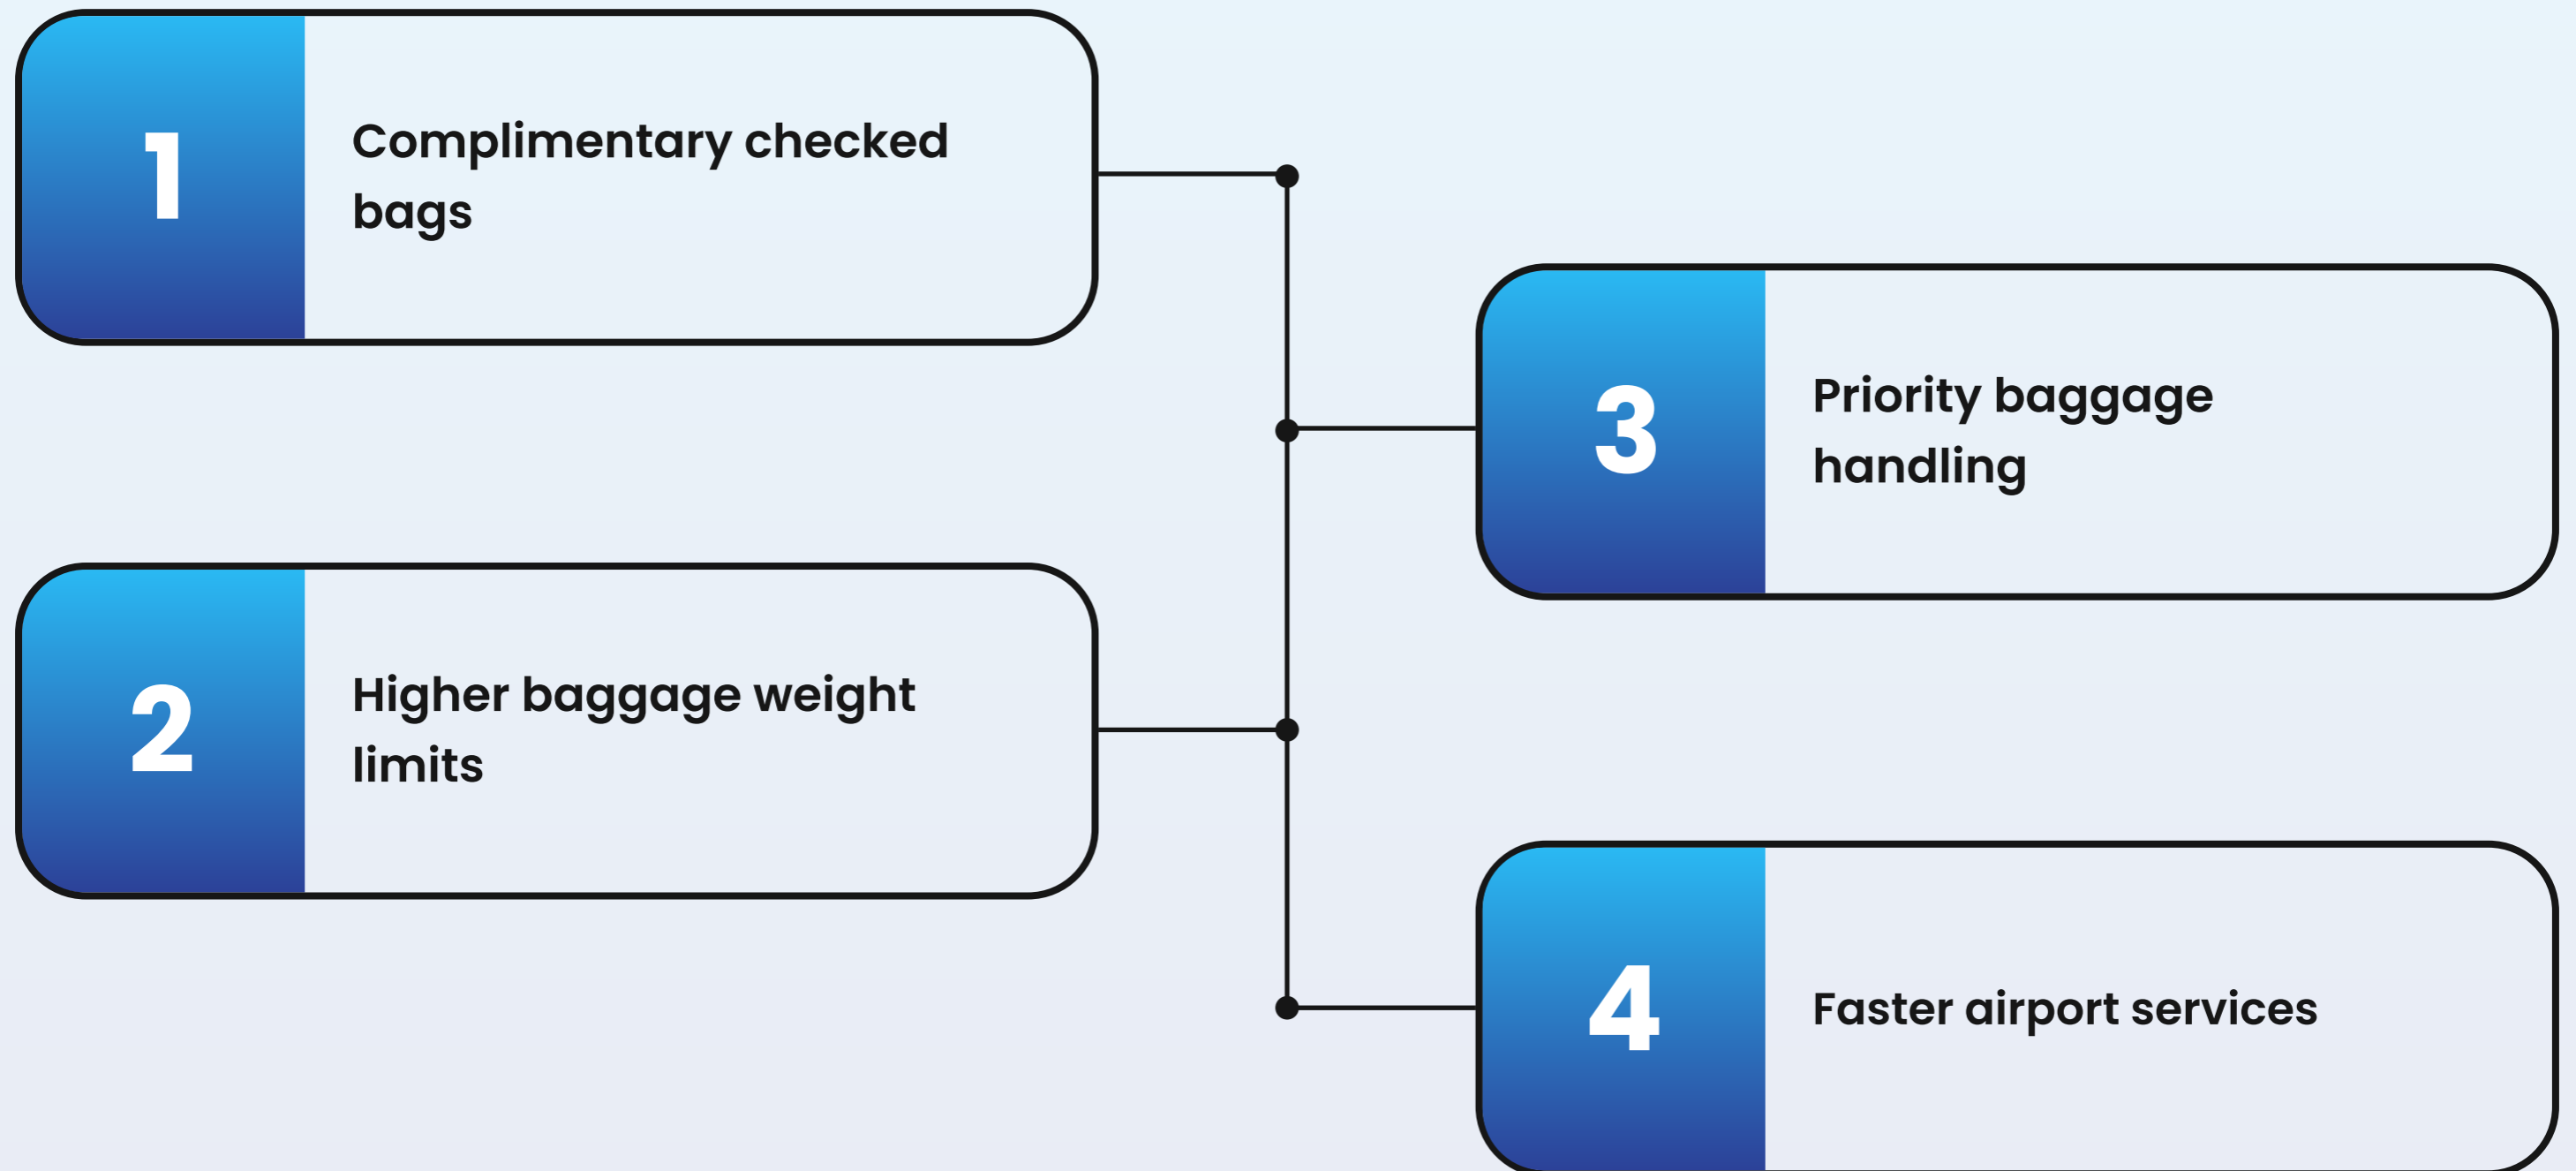 1
Complimentary checked
bags
2
Higher baggage weight
limits
3
Priority baggage
handling
4
Faster airport services